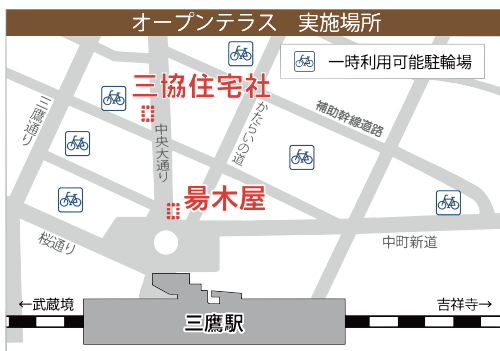 オープンテラス　実施場所
一時利用可能駐輪場
三協住宅社
三鷹通り
中央大通り
かたらいの道
補助幹線道路
昜木屋
桜通り
中町新道
←武蔵境
吉祥寺→
三鷹駅